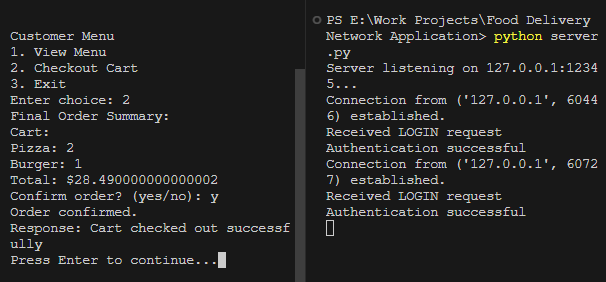 Customer Menu
1. View Menu
2. Checkout Cart
3. Exit
Enter choice: 2
Final Order Summary:
Cart:
Pizza: 2
Burger: 1
Total: $28.490000000000002
Confirm order? (yes/no): y
Order confirmed.
Response: Cart checked out successf
ully
Press Enter to continue...
PS E:\Work Projects\Food Delivery
Network Application> python server
.py
Server listening on 127.0.0.1:1234
5...
Connection from ('127.0.0.1', 6044
6) established.
Received LOGIN request
Authentication successful
Connection from ('127.0.0.1', 6072
7) established.
Received LOGIN request
Authentication successful